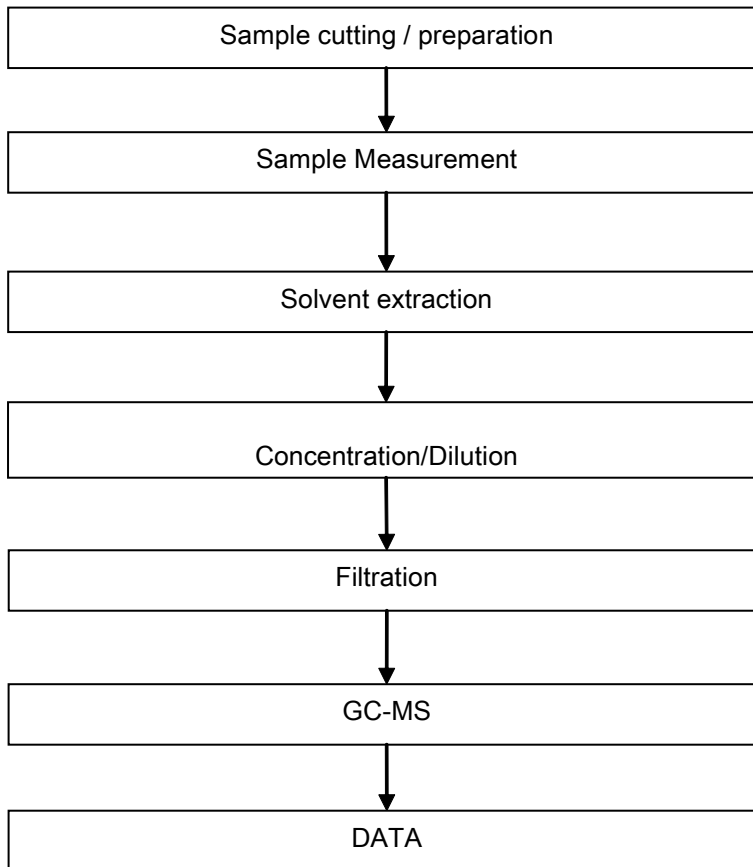 Sample cutting / preparation
Sample Measurement
Solvent extraction
Concentration/Dilution
Filtration
GC-MS
DATA